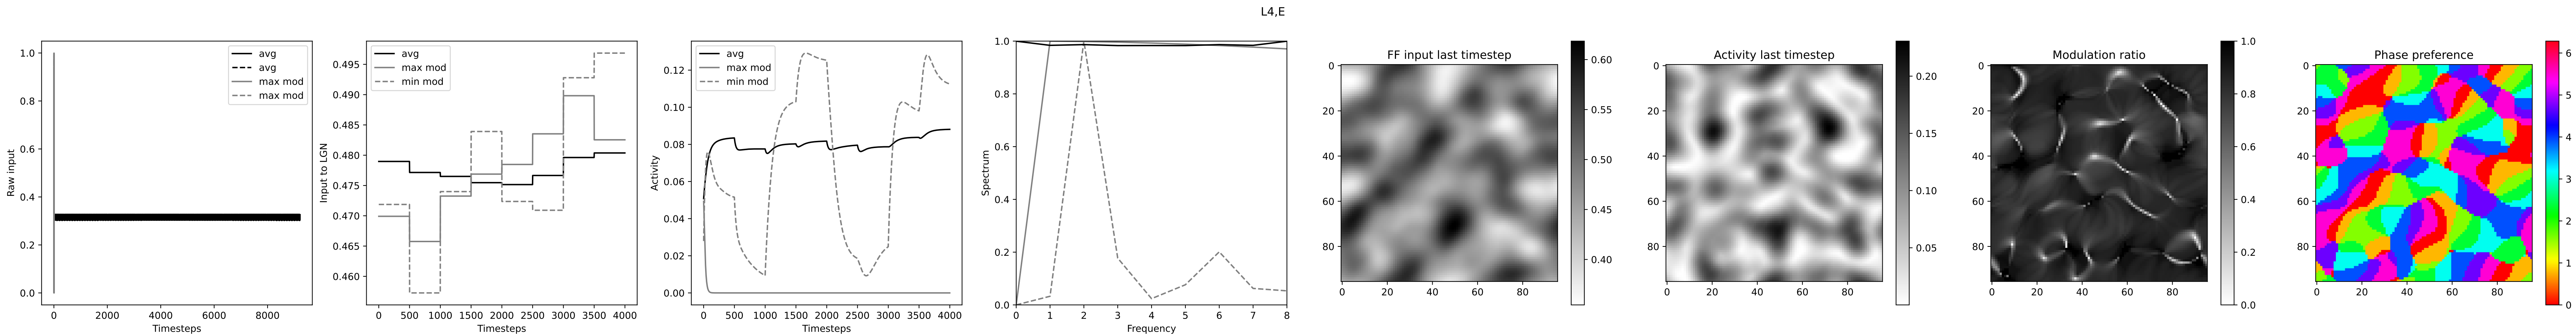 L4,E
Raw input
1.0
0.8
0.6
0.4
0.2
0.0
avg
avg
max mod
max mod
0 2000 4000 6000 8000
Timesteps
Input to LGN
0.495
0.490
0.485
0.480
0.475
0.470
0.465
0.460
avg
max mod
min mod
0 500 1000 1500 2000 2500 3000 3500 4000
Timesteps
Activity
0.12
0.10
0.08
0.06
0.04
0.02
0.00
avg
max mod
min mod
0 500 1000 1500 2000 2500 3000 3500 4000
Timesteps
Spectrum
1.0
0.8
0.6
0.4
0.2
0.0
0 1 2 3 4 5 6 7 8
Frequency
FF input last timestep
0
20
40
60
80
0 20 40 60 80
0.60
0.55
0.50
0.45
0.40
Activity last timestep
0
20
40
60
80
0 20 40 60 80
0.20
0.15
0.10
0.05
Modulation ratio
0
20
40
60
80
0 20 40 60 80
1.0
0.8
0.6
0.4
0.2
0.0
Phase preference
0
20
40
60
80
0 20 40 60 80
6
5
4
3
2
1
0